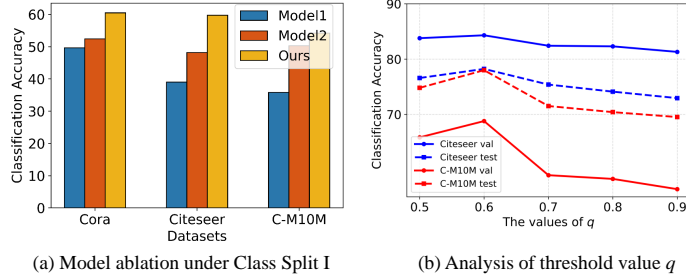 60
50
40
30
20
10
0
Classification Accuracy
Model1
Model2
Ours
Cora
Citeseer
C-M10M
Datasets
(a) Model ablation under Class Split I
90
80
70
Classification Accuracy
Citeseer val
Citeseer test
C-M10M val
C-M10M test
0.5
0.6
0.7
0.8
0.9
The values of q
(b) Analysis of threshold value q